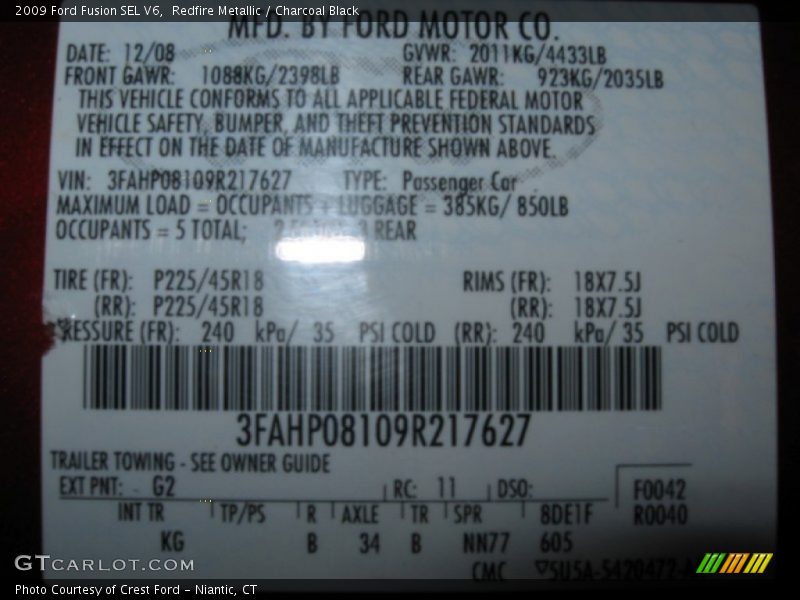 2009 Ford Fusion SEL V6,  Redfire Metallic / Charcoal Black
MFD. BY FORD MOTOR CO.
DATE: 12/08 GVWR: 2011KG/4433LB
FRONT GAWR: 1088KG/2398LB REAR GAWR: 923KG/2035LB
THIS VEHICLE CONFORMS TO ALL APPLICABLE FEDERAL MOTOR
VEHICLE SAFETY, BUMPER, AND THEFT PREVENTION STANDARDS
IN EFFECT ON THE DATE OF MANUFACTURE SHOWN ABOVE.
VIN: 3FAHP08109R217627 TYPE: Passenger Car
MAXIMUM LOAD = OCCUPANTS + LUGGAGE = 385KG/ 850LB
OCCUPANTS = 5 TOTAL; REAR
TIRE (FR): P225/45R18 RIMS (FR): 18X7.5J
(RR): P225/45R18 (RR): 18X7.5J
PRESSURE (FR): 240 kPa/ 35 PSI COLD (RR): 240 kPa/ 35 PSI COLD
3FAHP08109R217627
TRAILER TOWING - SEE OWNER GUIDE
EXT PNT: G2 RC: 11 DSO: F0042
INT TR TP/PS R AXLE TR SPR 8DE1F R0040
KG B 34 B NN77 605
CMC
GTCARLOT.COM
Photo Courtesy of Crest Ford - Niantic, CT